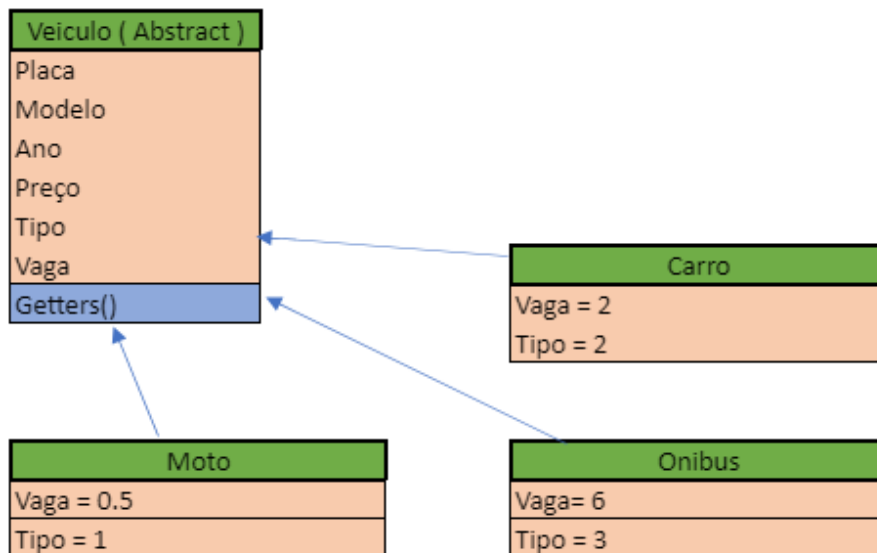 Veiculo ( Abstract )
Placa
Modelo
Ano
Preço
Tipo
Vaga
Getters()
Carro
Vaga = 2
Tipo = 2
Moto
Vaga = 0.5
Tipo = 1
Onibus
Vaga= 6
Tipo = 3